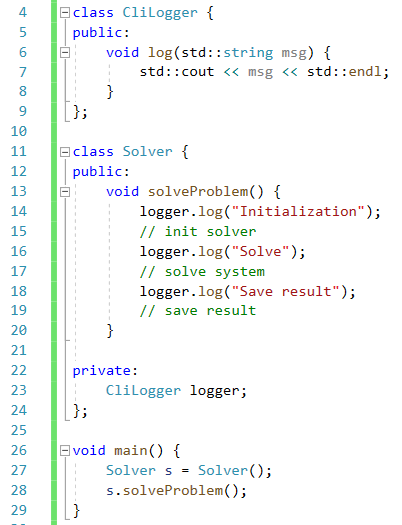 4 class CliLogger {
5 public:
6     void log(std::string msg) {
7         std::cout << msg << std::endl;
8     }
9 };
10
11 class Solver {
12 public:
13     void solveProblem() {
14         logger.log("Initialization");
15         // init solver
16         logger.log("Solve");
17         // solve system
18         logger.log("Save result");
19         // save result
20     }
21
22 private:
23     CliLogger logger;
24 };
25
26 void main() {
27     Solver s = Solver();
28     s.solveProblem();
29 }